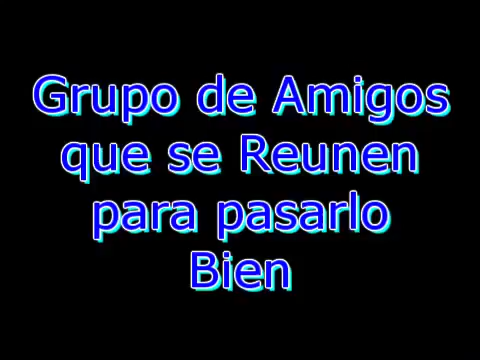 Grupo de Amigos
que se Reunen
para pasarlo
Bien